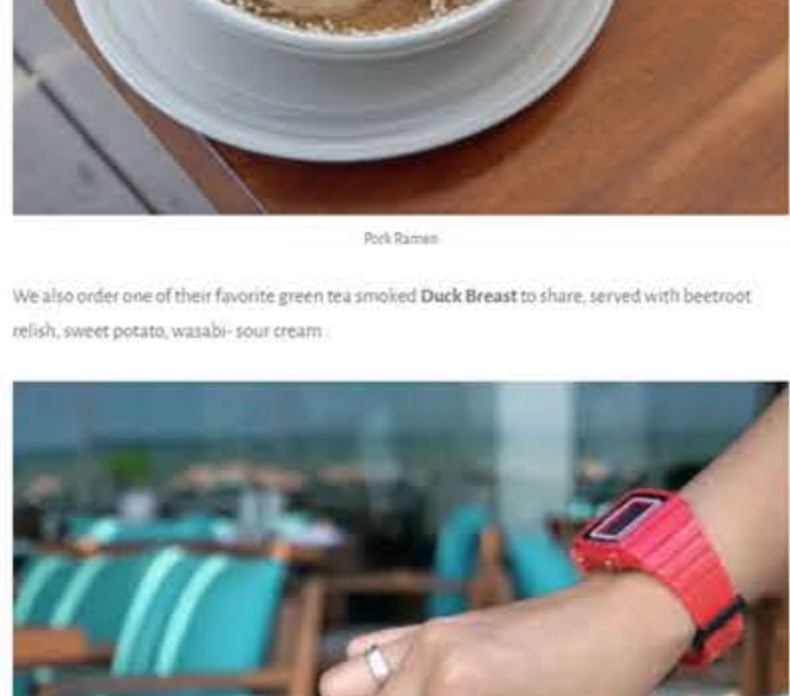 Pork Ramen
We also order one of their favorite green tea smoked Duck Breast to share, served with beetroot
relish, sweet potato, wasabi- sour cream